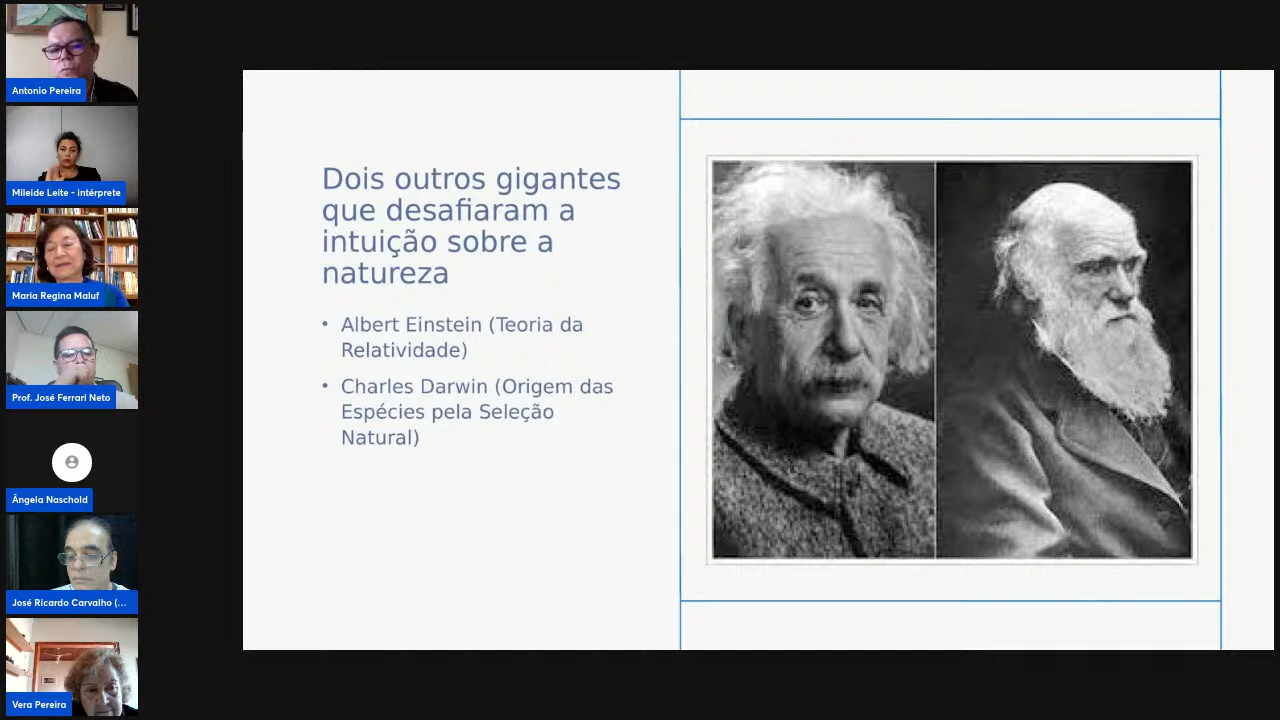 Antonio Pereira
Mileide Leite - intérprete
Maria Regina Maluf
Prof. José Ferrari Neto
Ângela Naschold
José Ricardo Carvalho (...
Vera Pereira
Dois outros gigantes
que desafiaram a
intuição sobre a
natureza
• Albert Einstein (Teoria da
Relatividade)
• Charles Darwin (Origem das
Espécies pela Seleção
Natural)